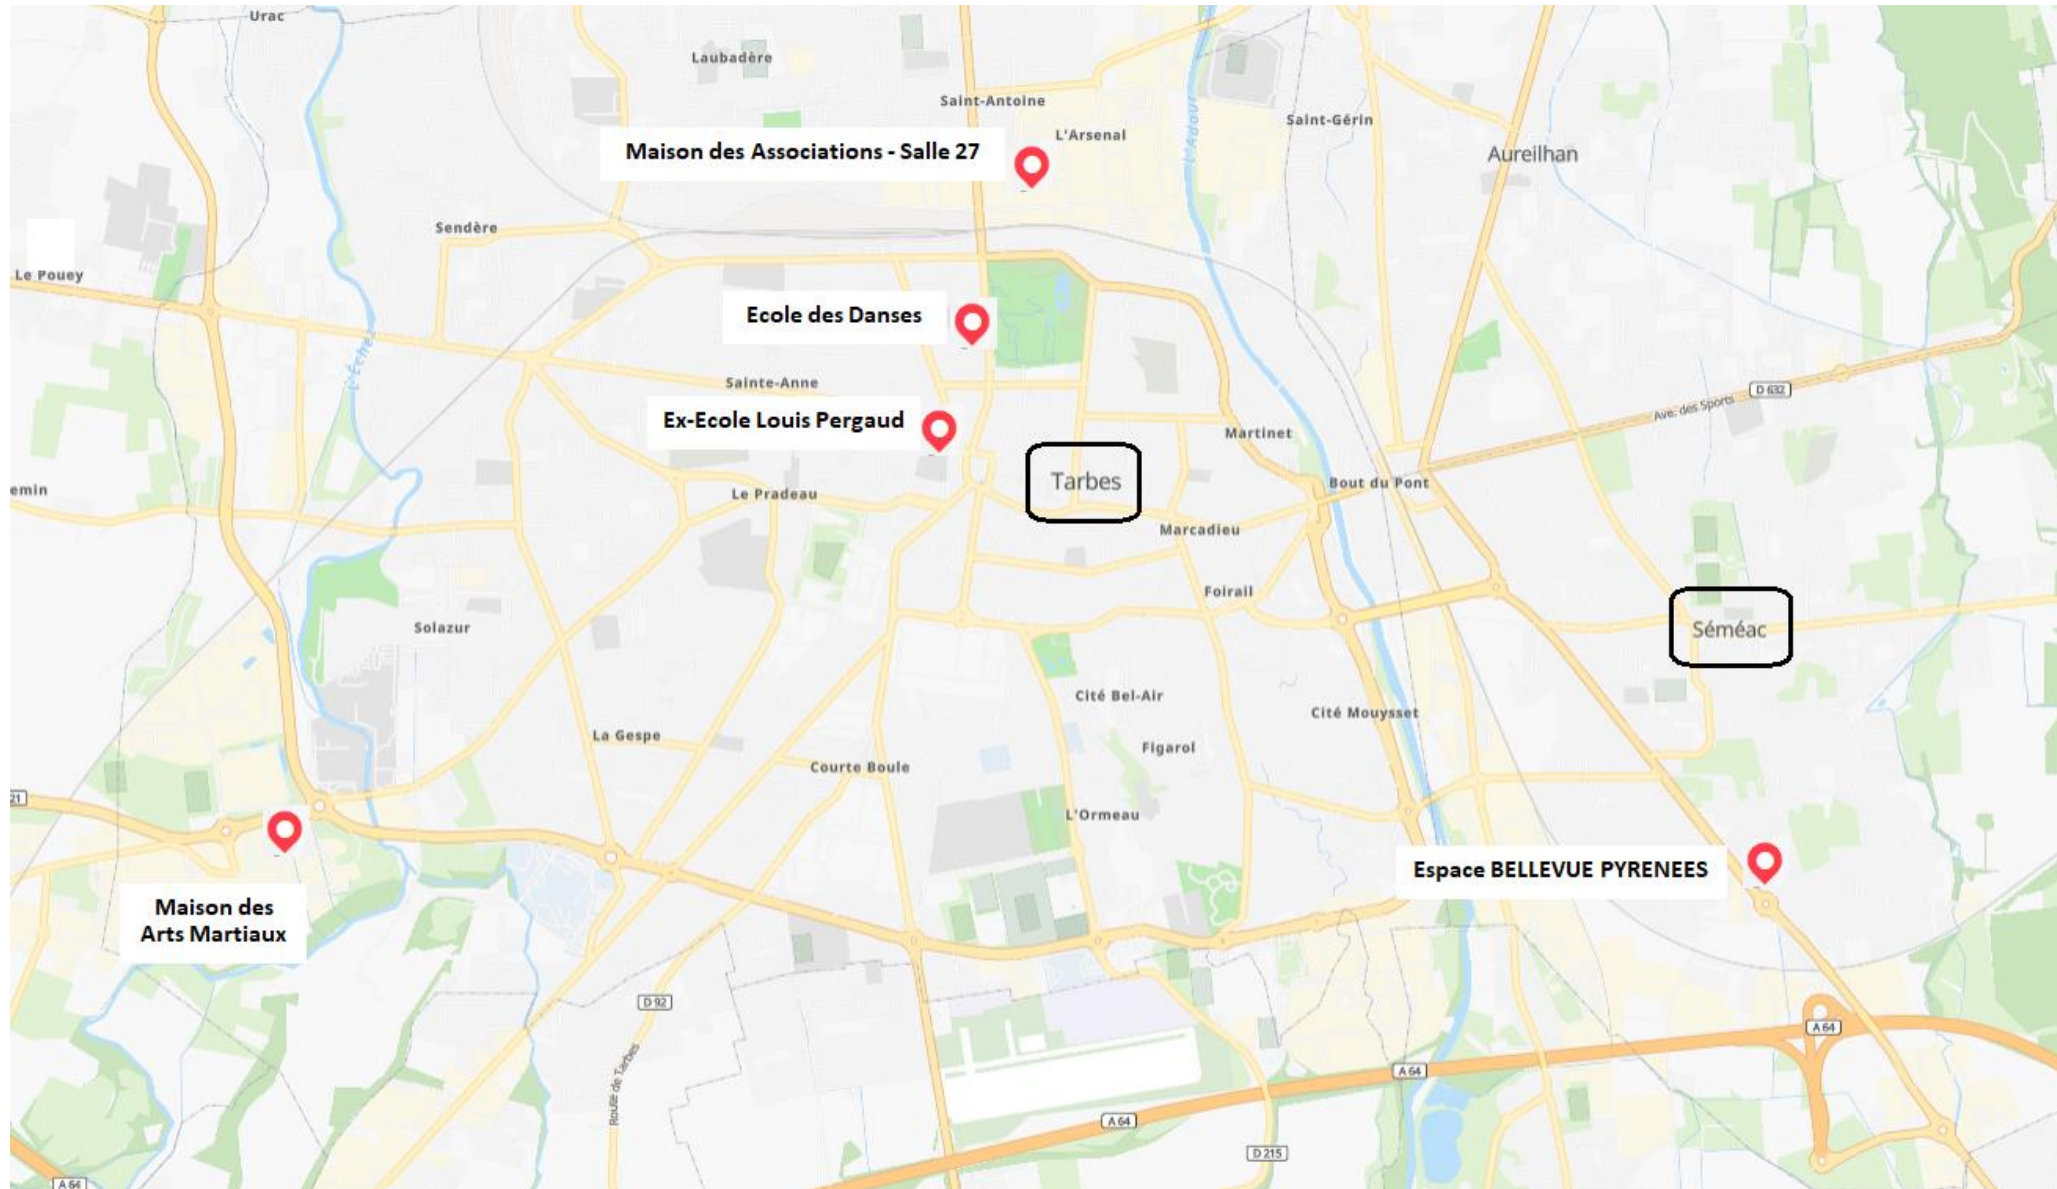 Urac
Laubadère
Saint-Antoine
L'Arsenal
L'Adour
Saint-Gérin
Aureilhan
Maison des Associations - Salle 27
Sendère
Le Pouey
Ecole des Danses
L'Échez
Sainte-Anne
D 632
Ave. des Sports
Ex-Ecole Louis Pergaud
Martinet
Tarbes
Bout du Pont
emin
Le Pradeau
Marcadieu
Foirail
Solazur
Séméac
Cité Bel-Air
Cité Mouysset
La Gespe
Figarol
Courte Boule
21
L'Ormeau
Espace BELLEVUE PYRENEES
Maison des
Arts Martiaux
D 92
A 64
Route de Tarbes
A 64
A 64
D 215
A 64